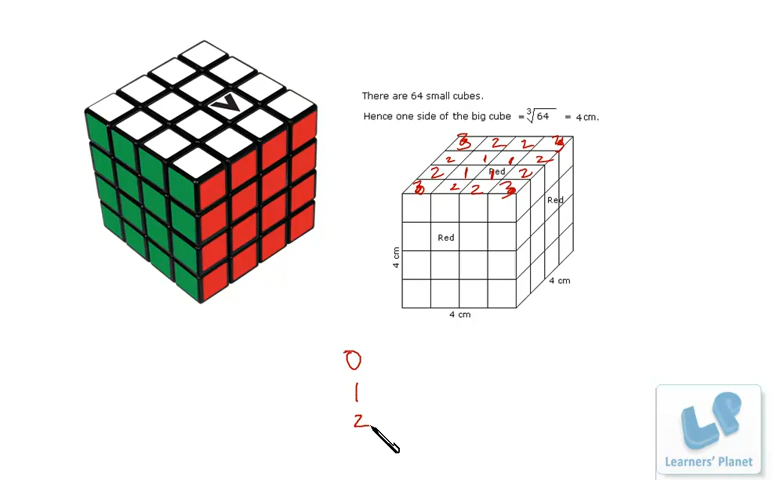 There are 64 small cubes.
Hence one side of the big cube = ∛64 = 4 cm.
V
3 2 2 3
2 1 1 2
2 1 1 2
Red
3 2 2 3
Red
Red
4 cm
4 cm
4 cm
0
1
2
LP
Learners' Planet